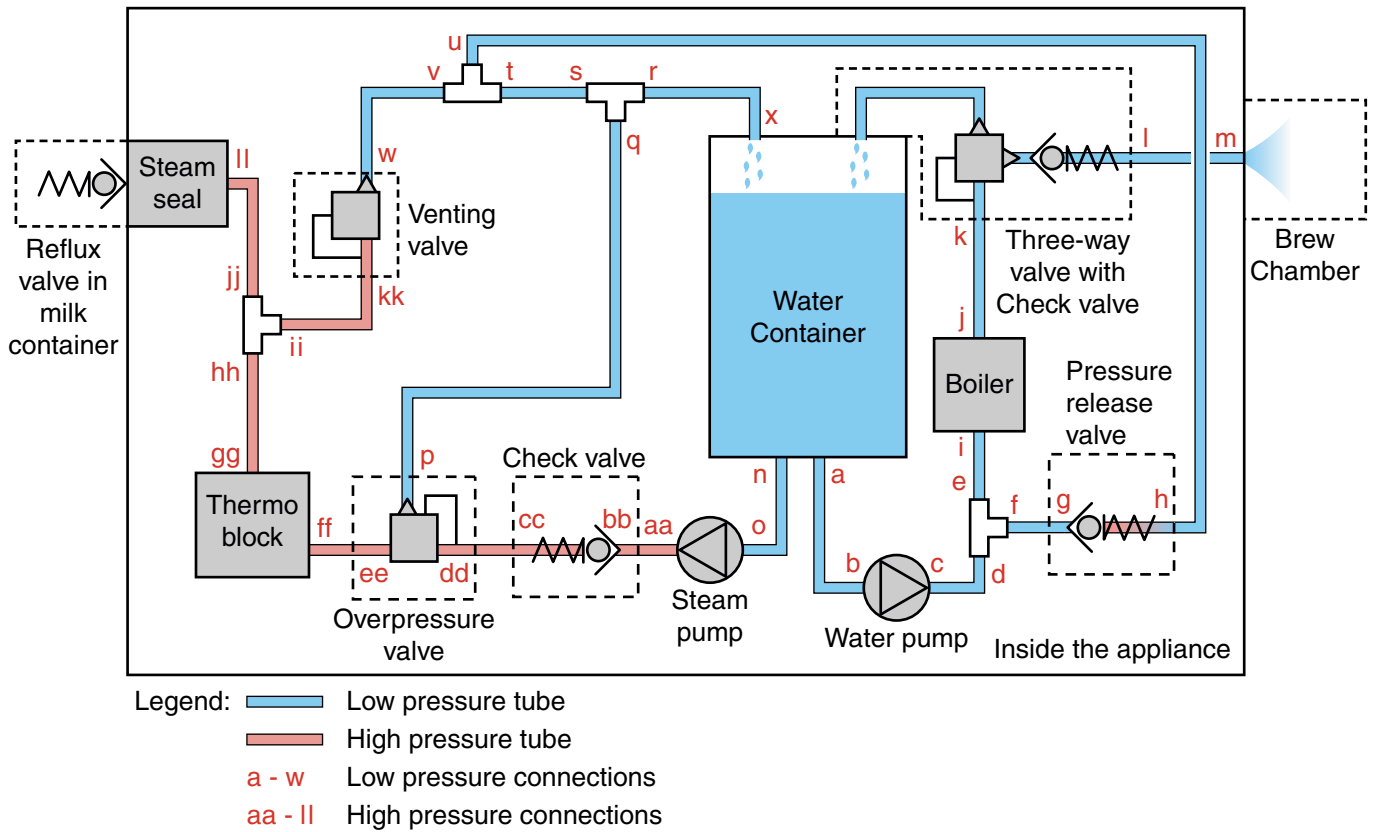 u
v
t
s
r
x
q
w
Steam
seal
ll
Venting
valve
Reflux
valve in
milk
container
jj
kk
ii
hh
gg
Thermo
block
ff
p
ee
dd
Overpressure
valve
Check valve
cc
bb
aa
Steam
pump
o
n
a
Water
Container
b
c
d
Water pump
e
f
g
h
i
Boiler
j
k
l
m
Three-way
valve with
Check valve
Brew
Chamber
Pressure
release
valve
Inside the appliance
Legend:
Low pressure tube
High pressure tube
a - w Low pressure connections
aa - ll High pressure connections